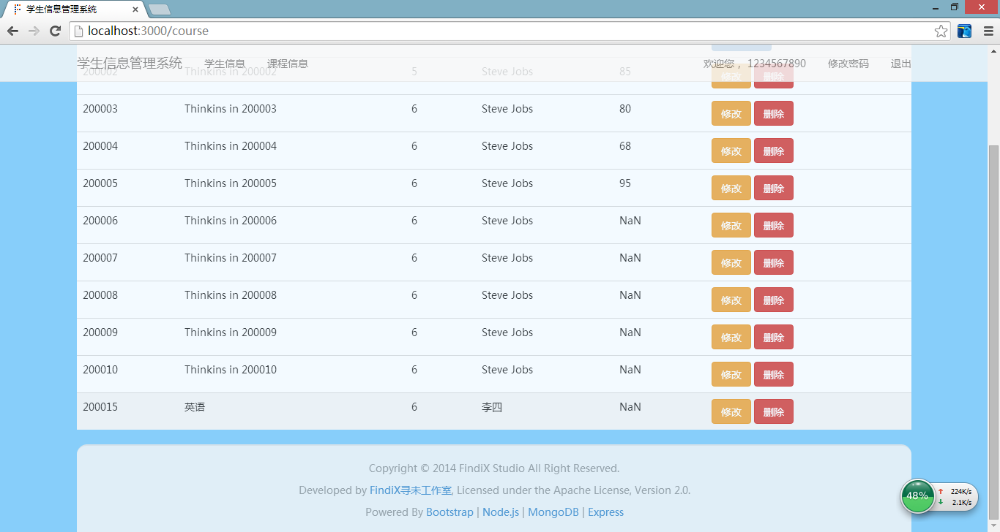 学生信息管理系统
localhost:3000/course
学生信息管理系统 学生信息 课程信息 欢迎您， 1234567890 修改密码 退出
200002 Thinkins in 200002 5 Steve Jobs 85 修改 删除
200003 Thinkins in 200003 6 Steve Jobs 80 修改 删除
200004 Thinkins in 200004 6 Steve Jobs 68 修改 删除
200005 Thinkins in 200005 6 Steve Jobs 95 修改 删除
200006 Thinkins in 200006 6 Steve Jobs NaN 修改 删除
200007 Thinkins in 200007 6 Steve Jobs NaN 修改 删除
200008 Thinkins in 200008 6 Steve Jobs NaN 修改 删除
200009 Thinkins in 200009 6 Steve Jobs NaN 修改 删除
200010 Thinkins in 200010 6 Steve Jobs NaN 修改 删除
200015 英语 6 李四 NaN 修改 删除
Copyright © 2014 FindiX Studio All Right Reserved.
Developed by FindiX寻未工作室, Licensed under the Apache License, Version 2.0.
Powered By Bootstrap | Node.js | MongoDB | Express
48% 224K/s
2.1K/s